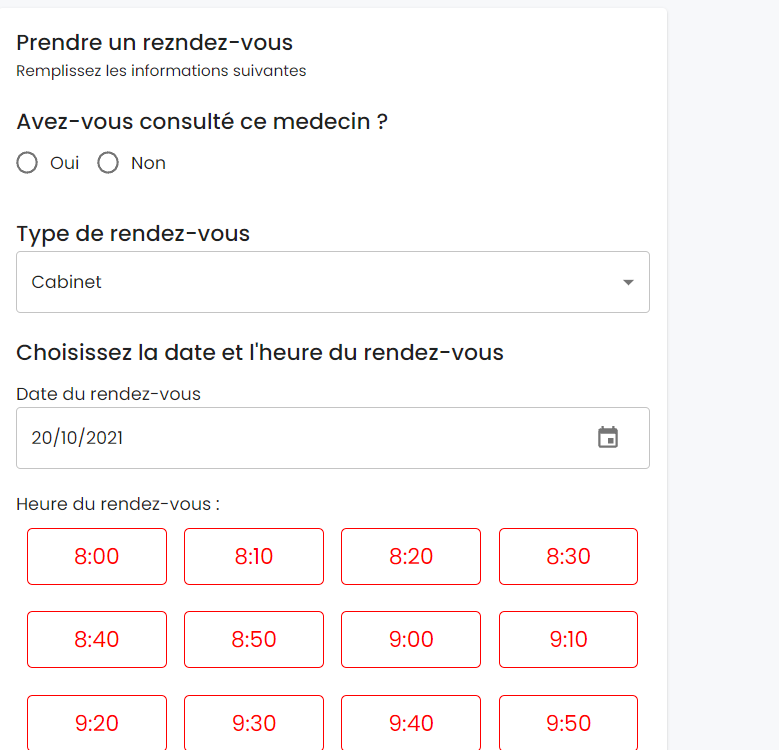 Prendre un rezndez-vous
Remplissez les informations suivantes
Avez-vous consulté ce medecin ?
Oui Non
Type de rendez-vous
Cabinet
Choisissez la date et l'heure du rendez-vous
Date du rendez-vous
20/10/2021
Heure du rendez-vous :
8:00 8:10 8:20 8:30
8:40 8:50 9:00 9:10
9:20 9:30 9:40 9:50